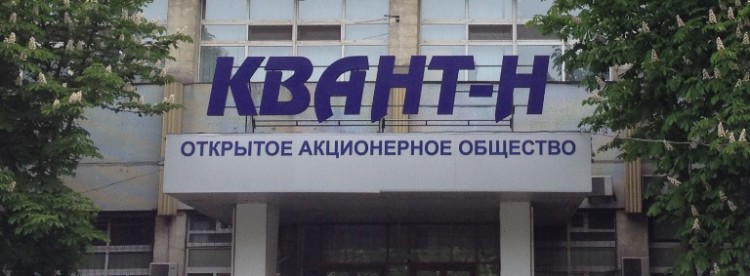 КВАНТ-Н
ОТКРЫТОЕ АКЦИОНЕРНОЕ ОБЩЕСТВО